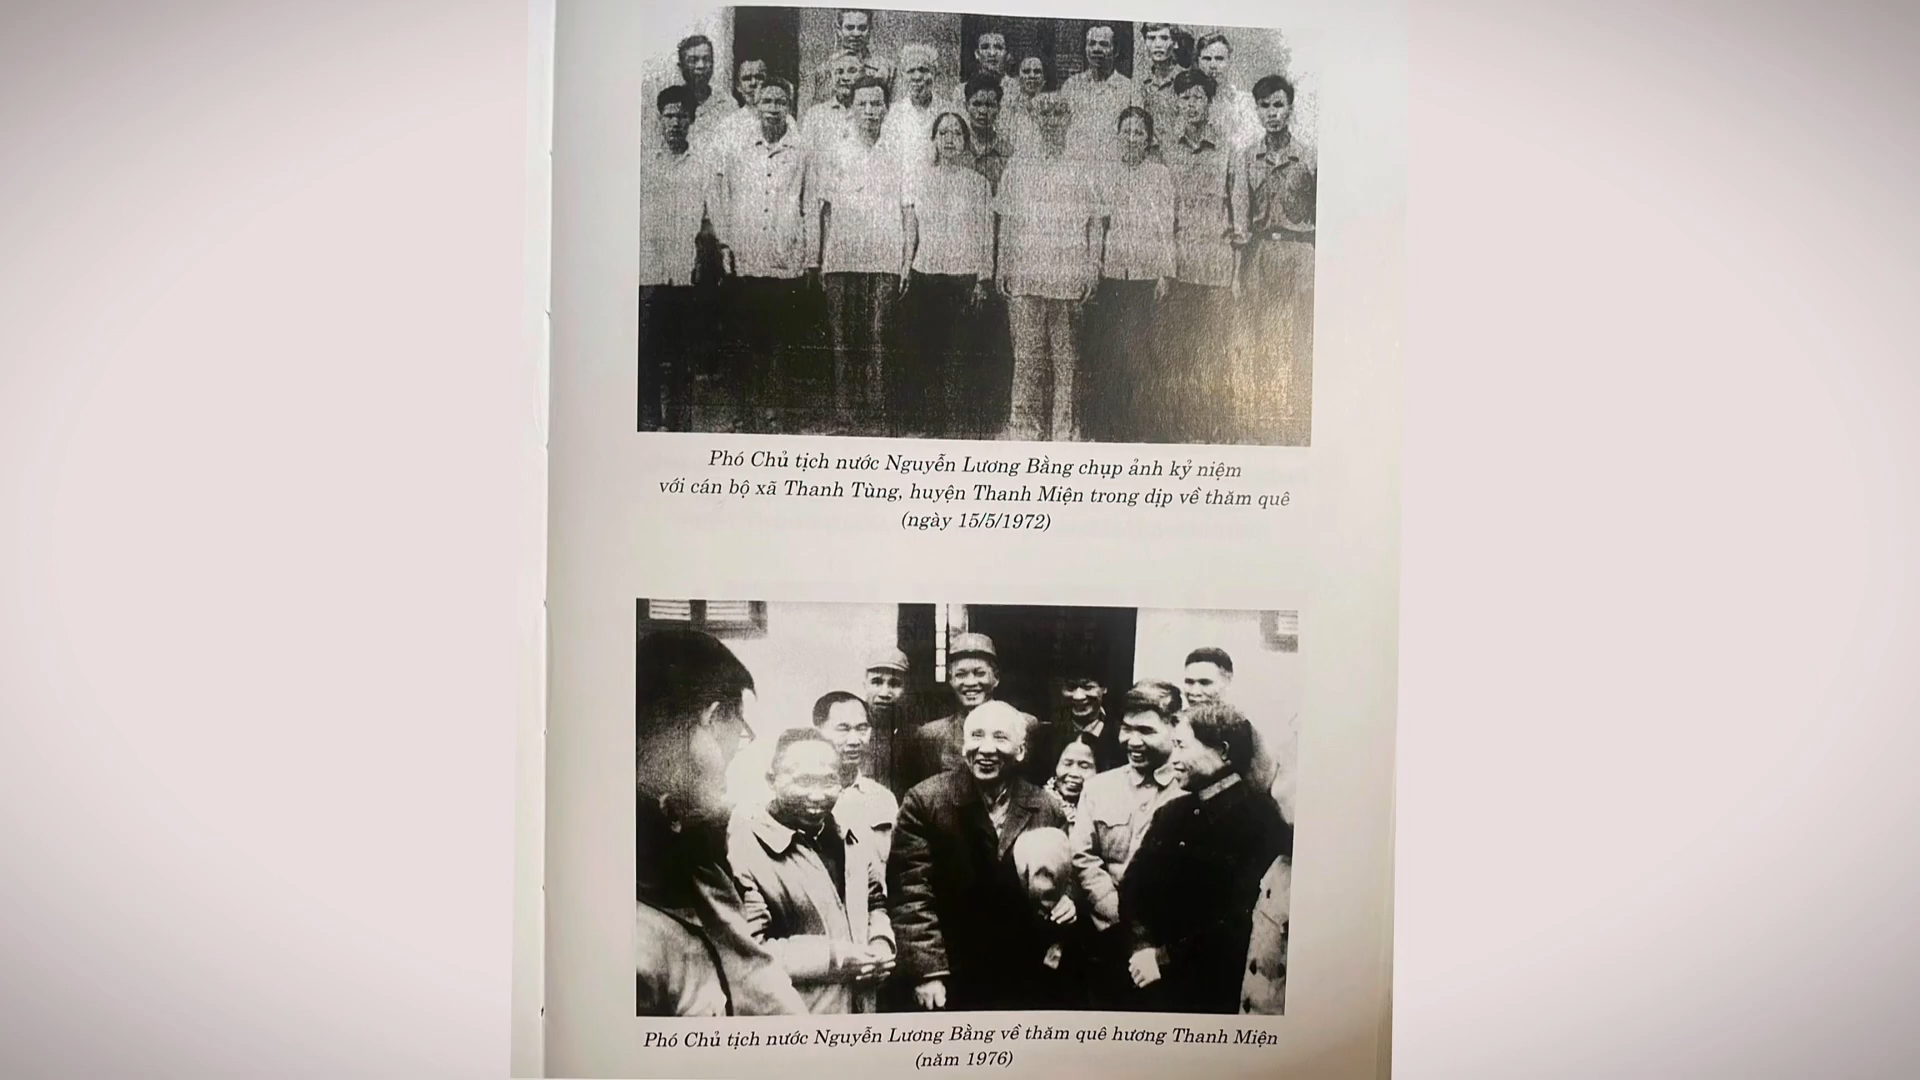 Phó Chủ tịch nước Nguyễn Lương Bằng chụp ảnh kỷ niệm
với cán bộ xã Thanh Tùng, huyện Thanh Miện trong dịp về thăm quê
(ngày 15/5/1972)
Phó Chủ tịch nước Nguyễn Lương Bằng về thăm quê hương Thanh Miện
(năm 1976)